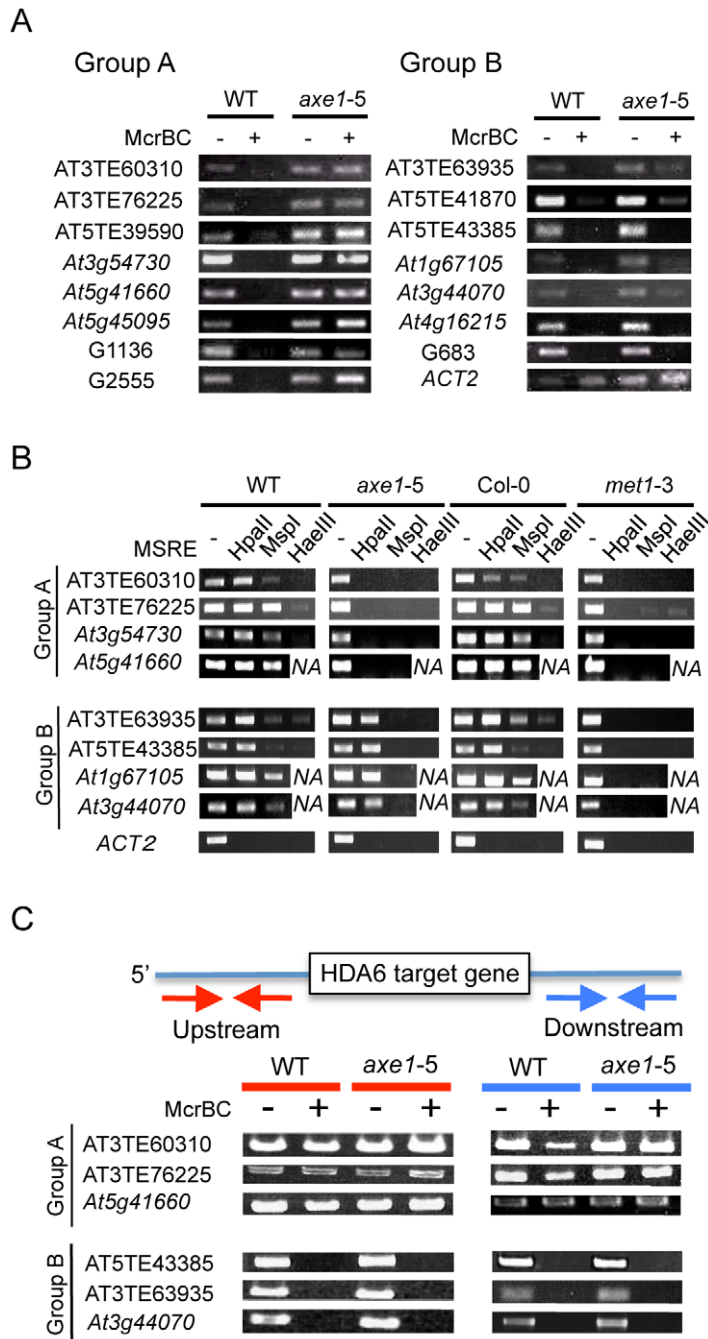 A
Group A
Group B
WT axe1-5
WT axe1-5
McrBC - + - +
McrBC - + - +
AT3TE60310
AT3TE76225
AT5TE39590
At3g54730
At5g41660
At5g45095
G1136
G2555
AT3TE63935
AT5TE41870
AT5TE43385
At1g67105
At3g44070
At4g16215
G683
ACT2
B
WT axe1-5 Col-0 met1-3
MSRE - HpaII MspI HaeIII - HpaII MspI HaeIII - HpaII MspI HaeIII - HpaII MspI HaeIII
Group A
AT3TE60310
AT3TE76225
At3g54730
At5g41660 NA NA NA NA
Group B
AT3TE63935
AT5TE43385
At1g67105 NA NA NA NA
At3g44070 NA NA NA NA
ACT2
C
5’ HDA6 target gene
Upstream Downstream
WT axe1-5 WT axe1-5
McrBC - + - + - + - +
Group A
AT3TE60310
AT3TE76225
At5g41660
Group B
AT5TE43385
AT3TE63935
At3g44070